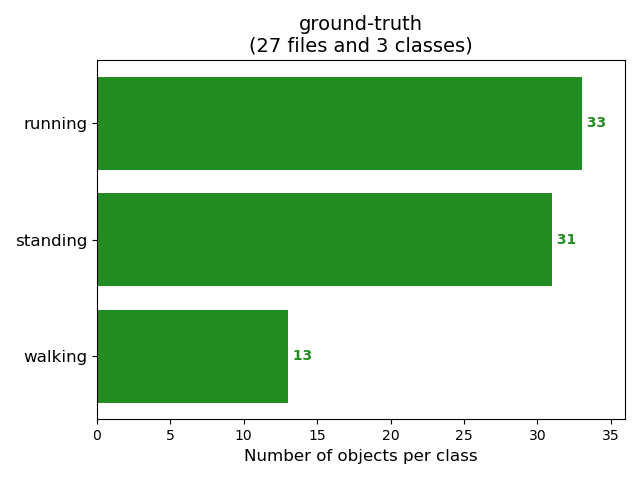 ground-truth
(27 files and 3 classes)
running
33
standing
31
walking
13
0 5 10 15 20 25 30 35
Number of objects per class